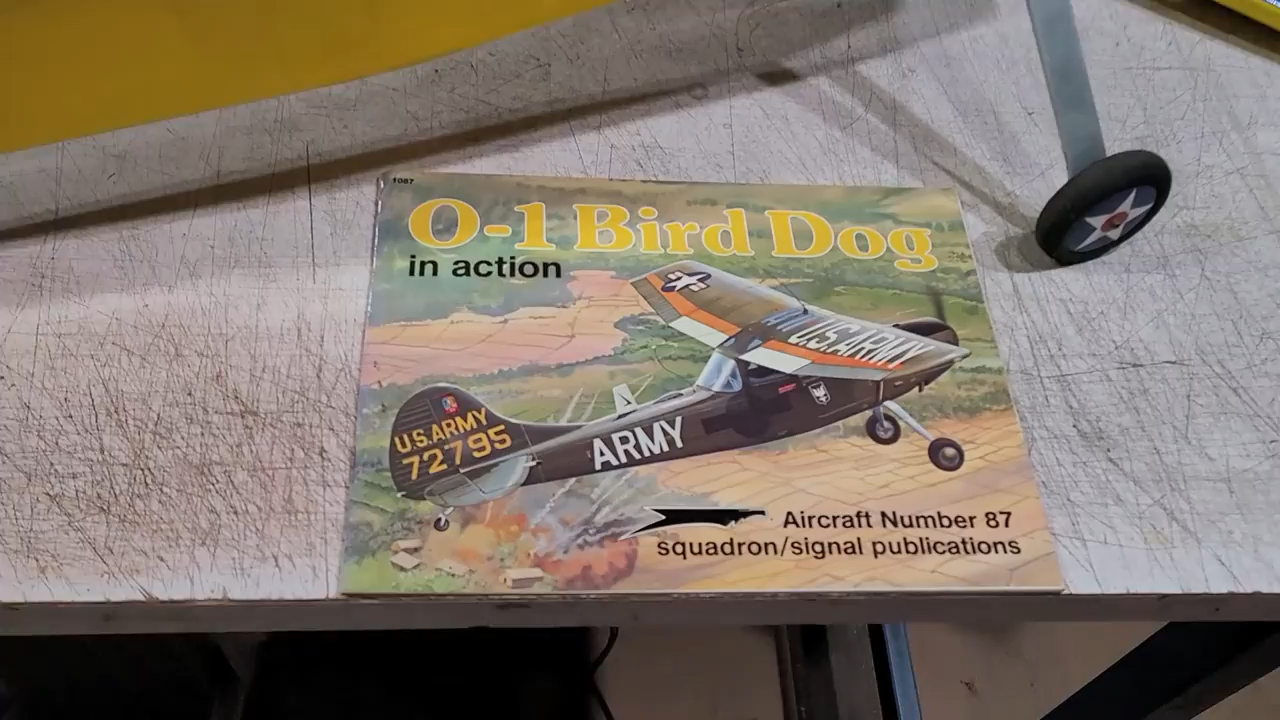 1087
O-1 Bird Dog
in action
U.S. ARMY
U.S. ARMY
72795
ARMY
Aircraft Number 87
squadron/signal publications